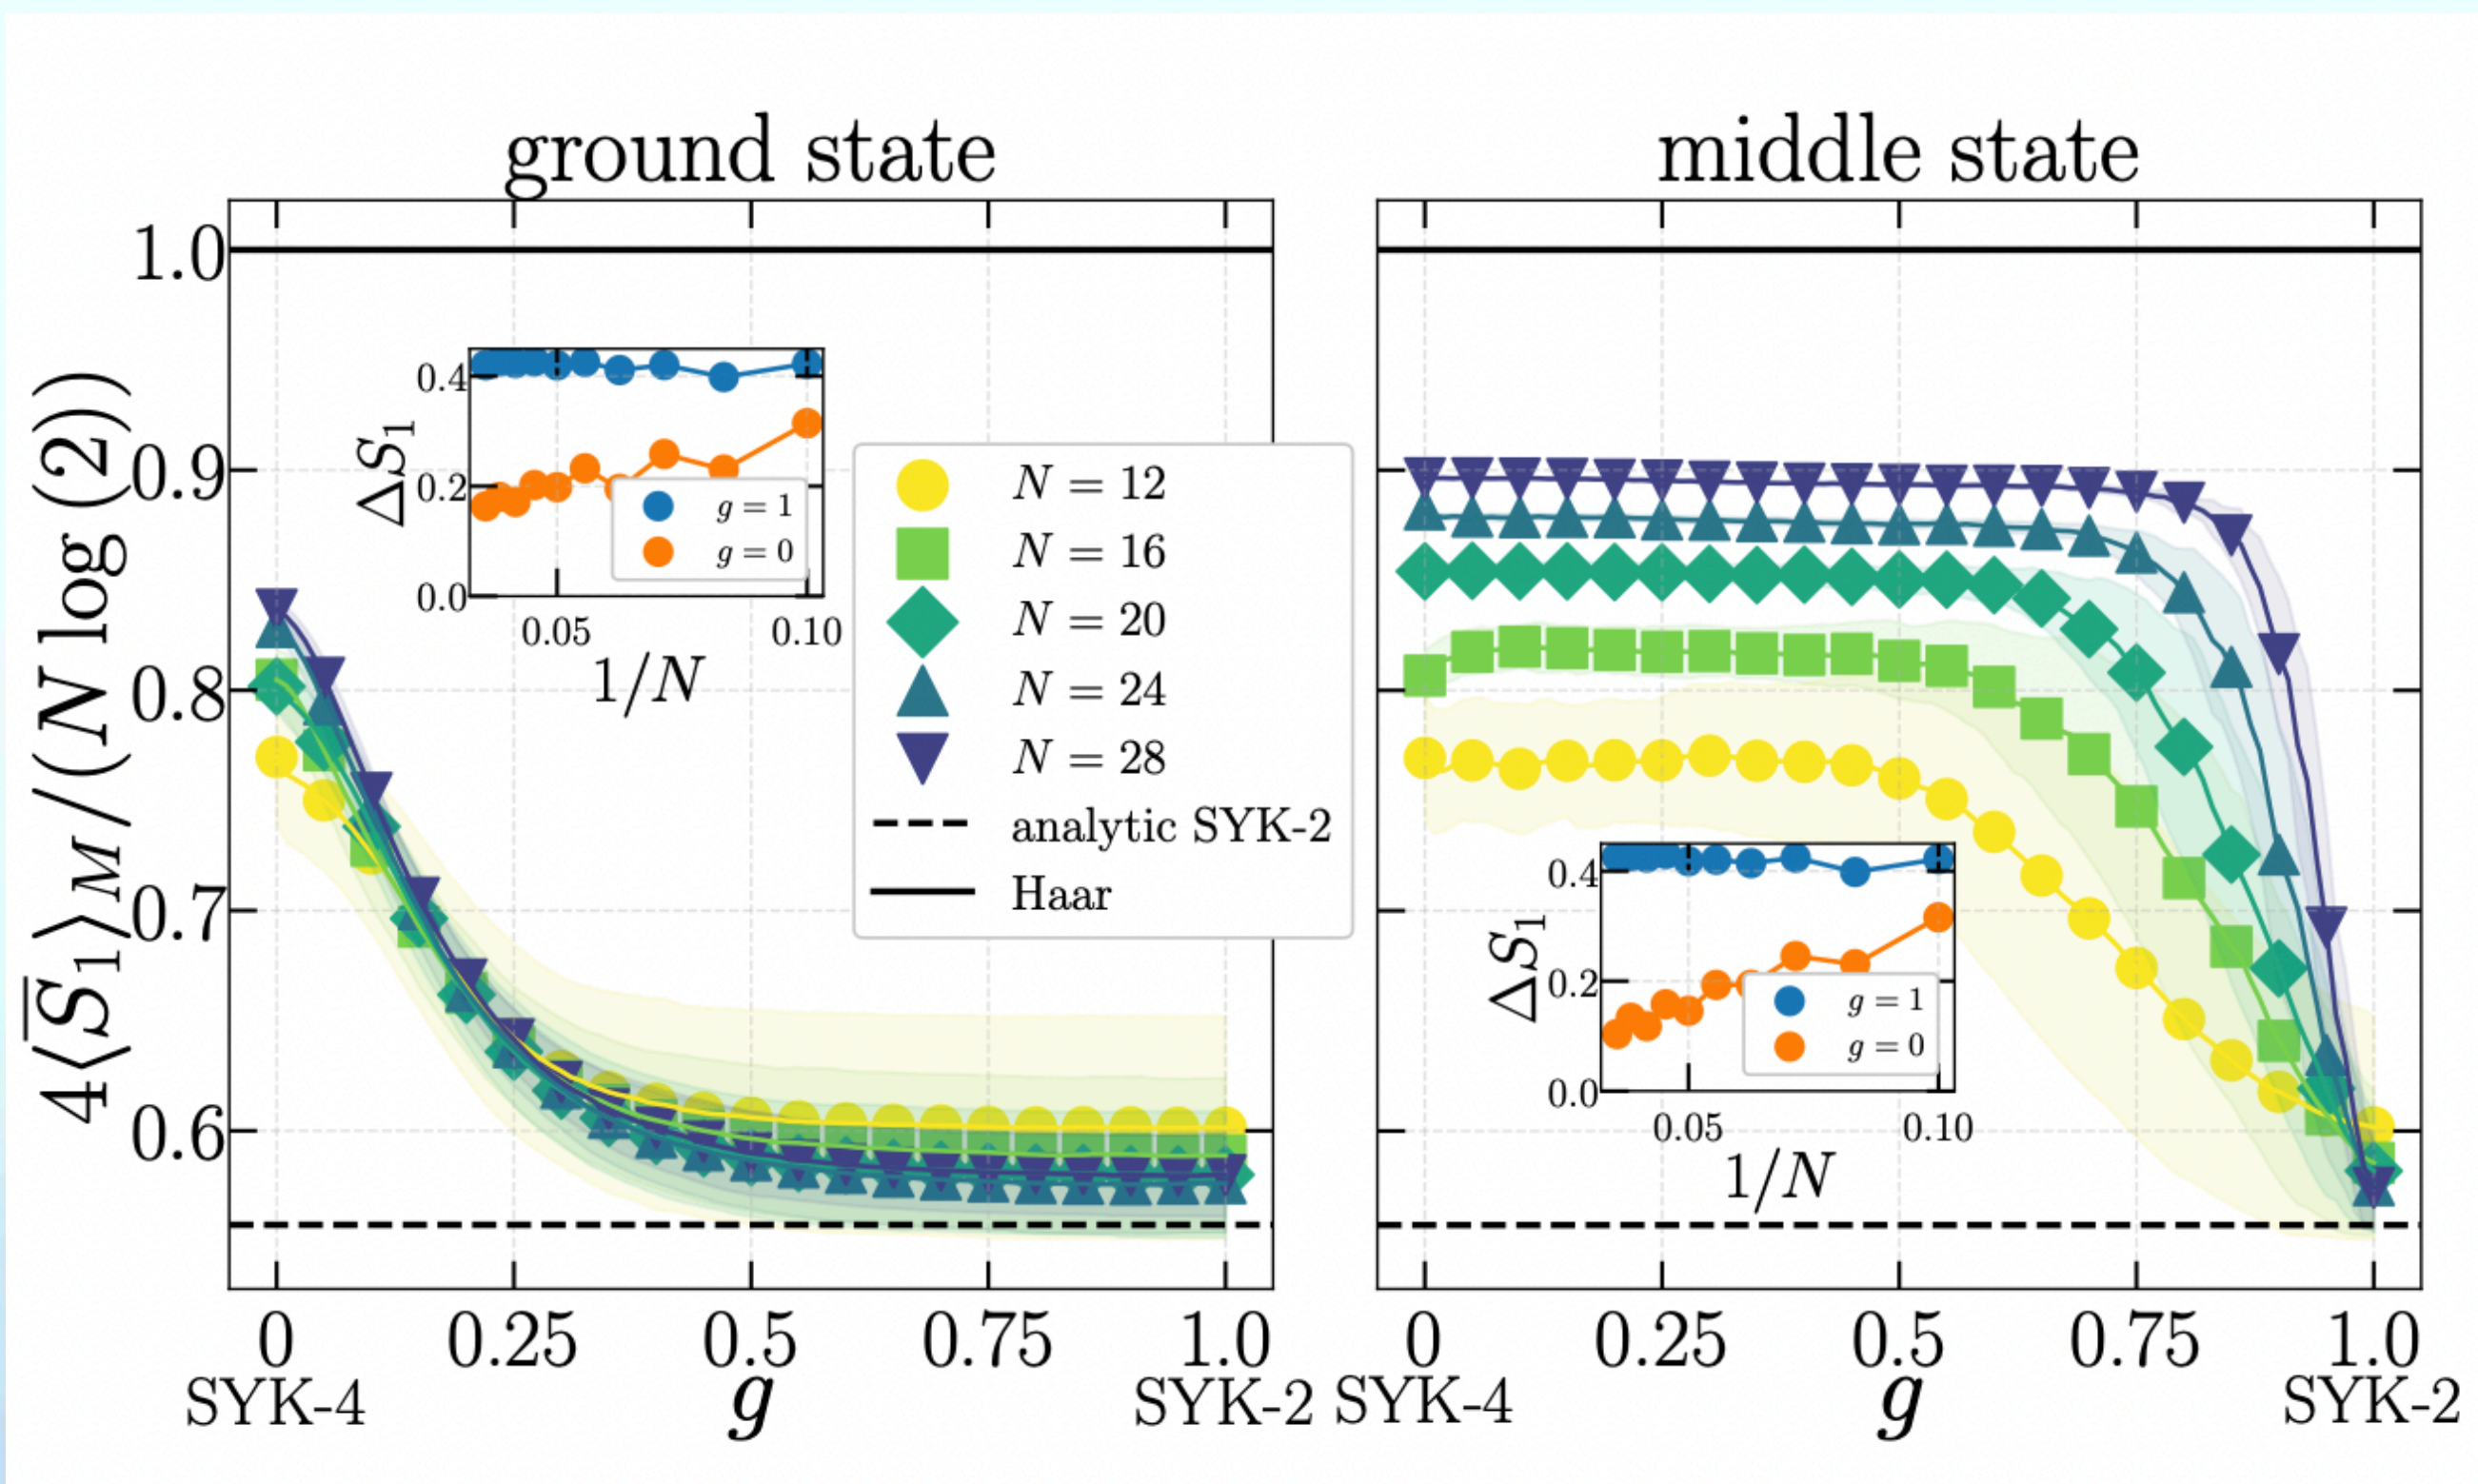 ground state
middle state
4⟨S̅₁⟩_M/(N log (2))
1.0
0.9
0.8
0.7
0.6
ΔS₁
0.4
0.2
0.0
0.05 0.10
1/N
g = 1
g = 0
N = 12
N = 16
N = 20
N = 24
N = 28
analytic SYK-2
Haar
ΔS₁
0.4
0.2
0.0
0.05 0.10
1/N
g = 1
g = 0
0 0.25 0.5 0.75 1.0
SYK-4 g SYK-2
0 0.25 0.5 0.75 1.0
SYK-4 g SYK-2